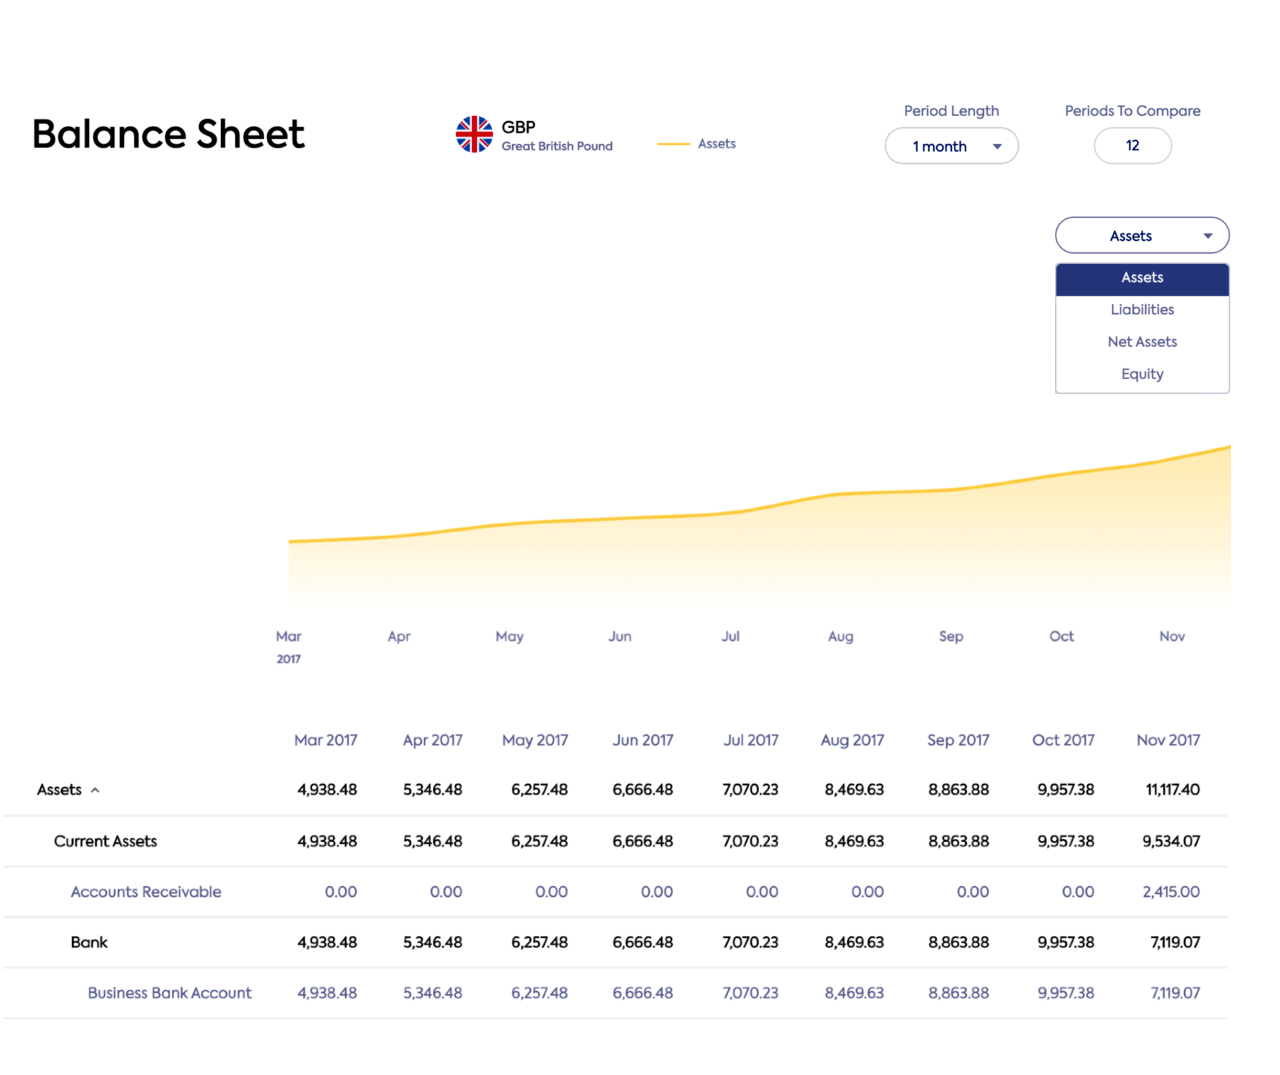 Balance Sheet
GBP
Great British Pound
Assets
Period Length
1 month
Periods To Compare
12
Assets
Assets
Liabilities
Net Assets
Equity
Mar Apr May Jun Jul Aug Sep Oct Nov
2017
Mar 2017 Apr 2017 May 2017 Jun 2017 Jul 2017 Aug 2017 Sep 2017 Oct 2017 Nov 2017
Assets 4,938.48 5,346.48 6,257.48 6,666.48 7,070.23 8,469.63 8,863.88 9,957.38 11,117.40
Current Assets 4,938.48 5,346.48 6,257.48 6,666.48 7,070.23 8,469.63 8,863.88 9,957.38 9,534.07
Accounts Receivable 0.00 0.00 0.00 0.00 0.00 0.00 0.00 0.00 2,415.00
Bank 4,938.48 5,346.48 6,257.48 6,666.48 7,070.23 8,469.63 8,863.88 9,957.38 7,119.07
Business Bank Account 4,938.48 5,346.48 6,257.48 6,666.48 7,070.23 8,469.63 8,863.88 9,957.38 7,119.07